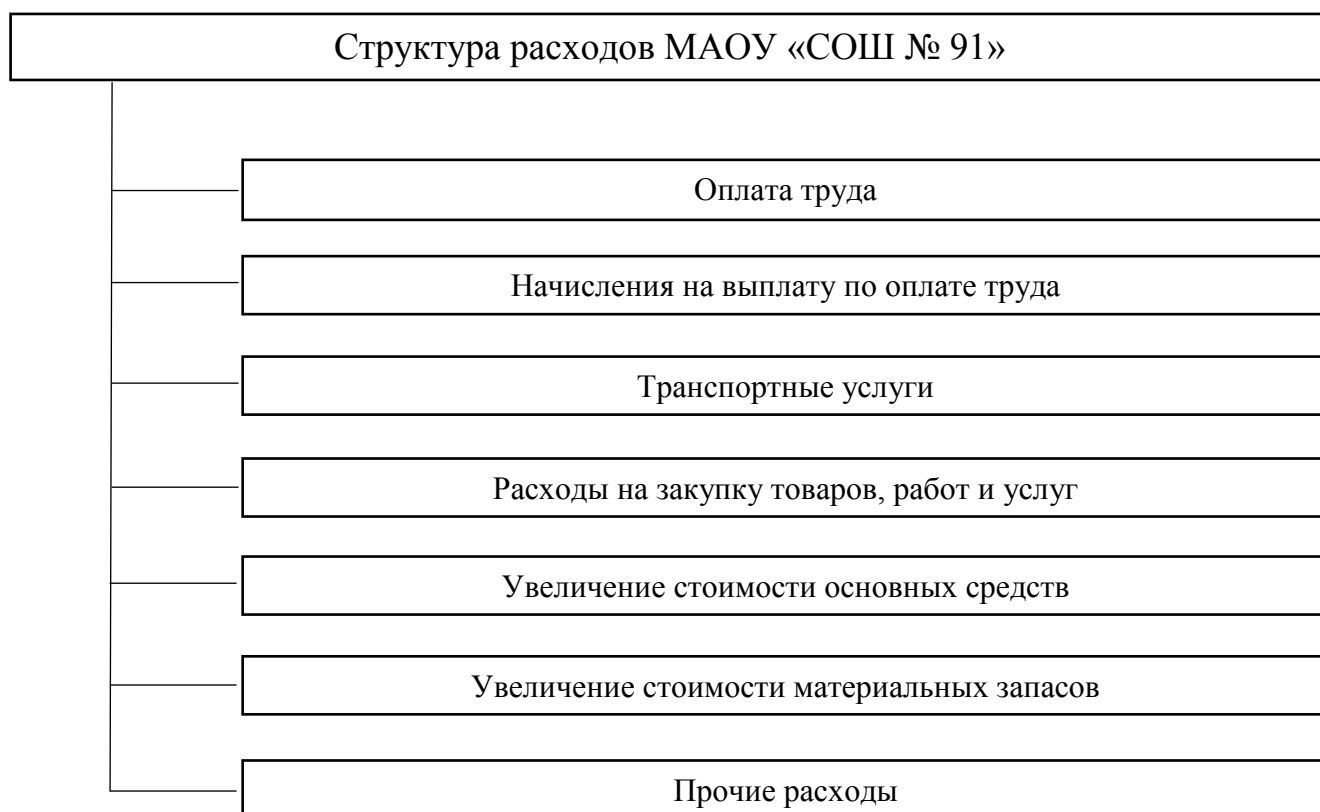 Структура расходов МАОУ «СОШ № 91»
Оплата труда
Начисления на выплату по оплате труда
Транспортные услуги
Расходы на закупку товаров, работ и услуг
Увеличение стоимости основных средств
Увеличение стоимости материальных запасов
Прочие расходы